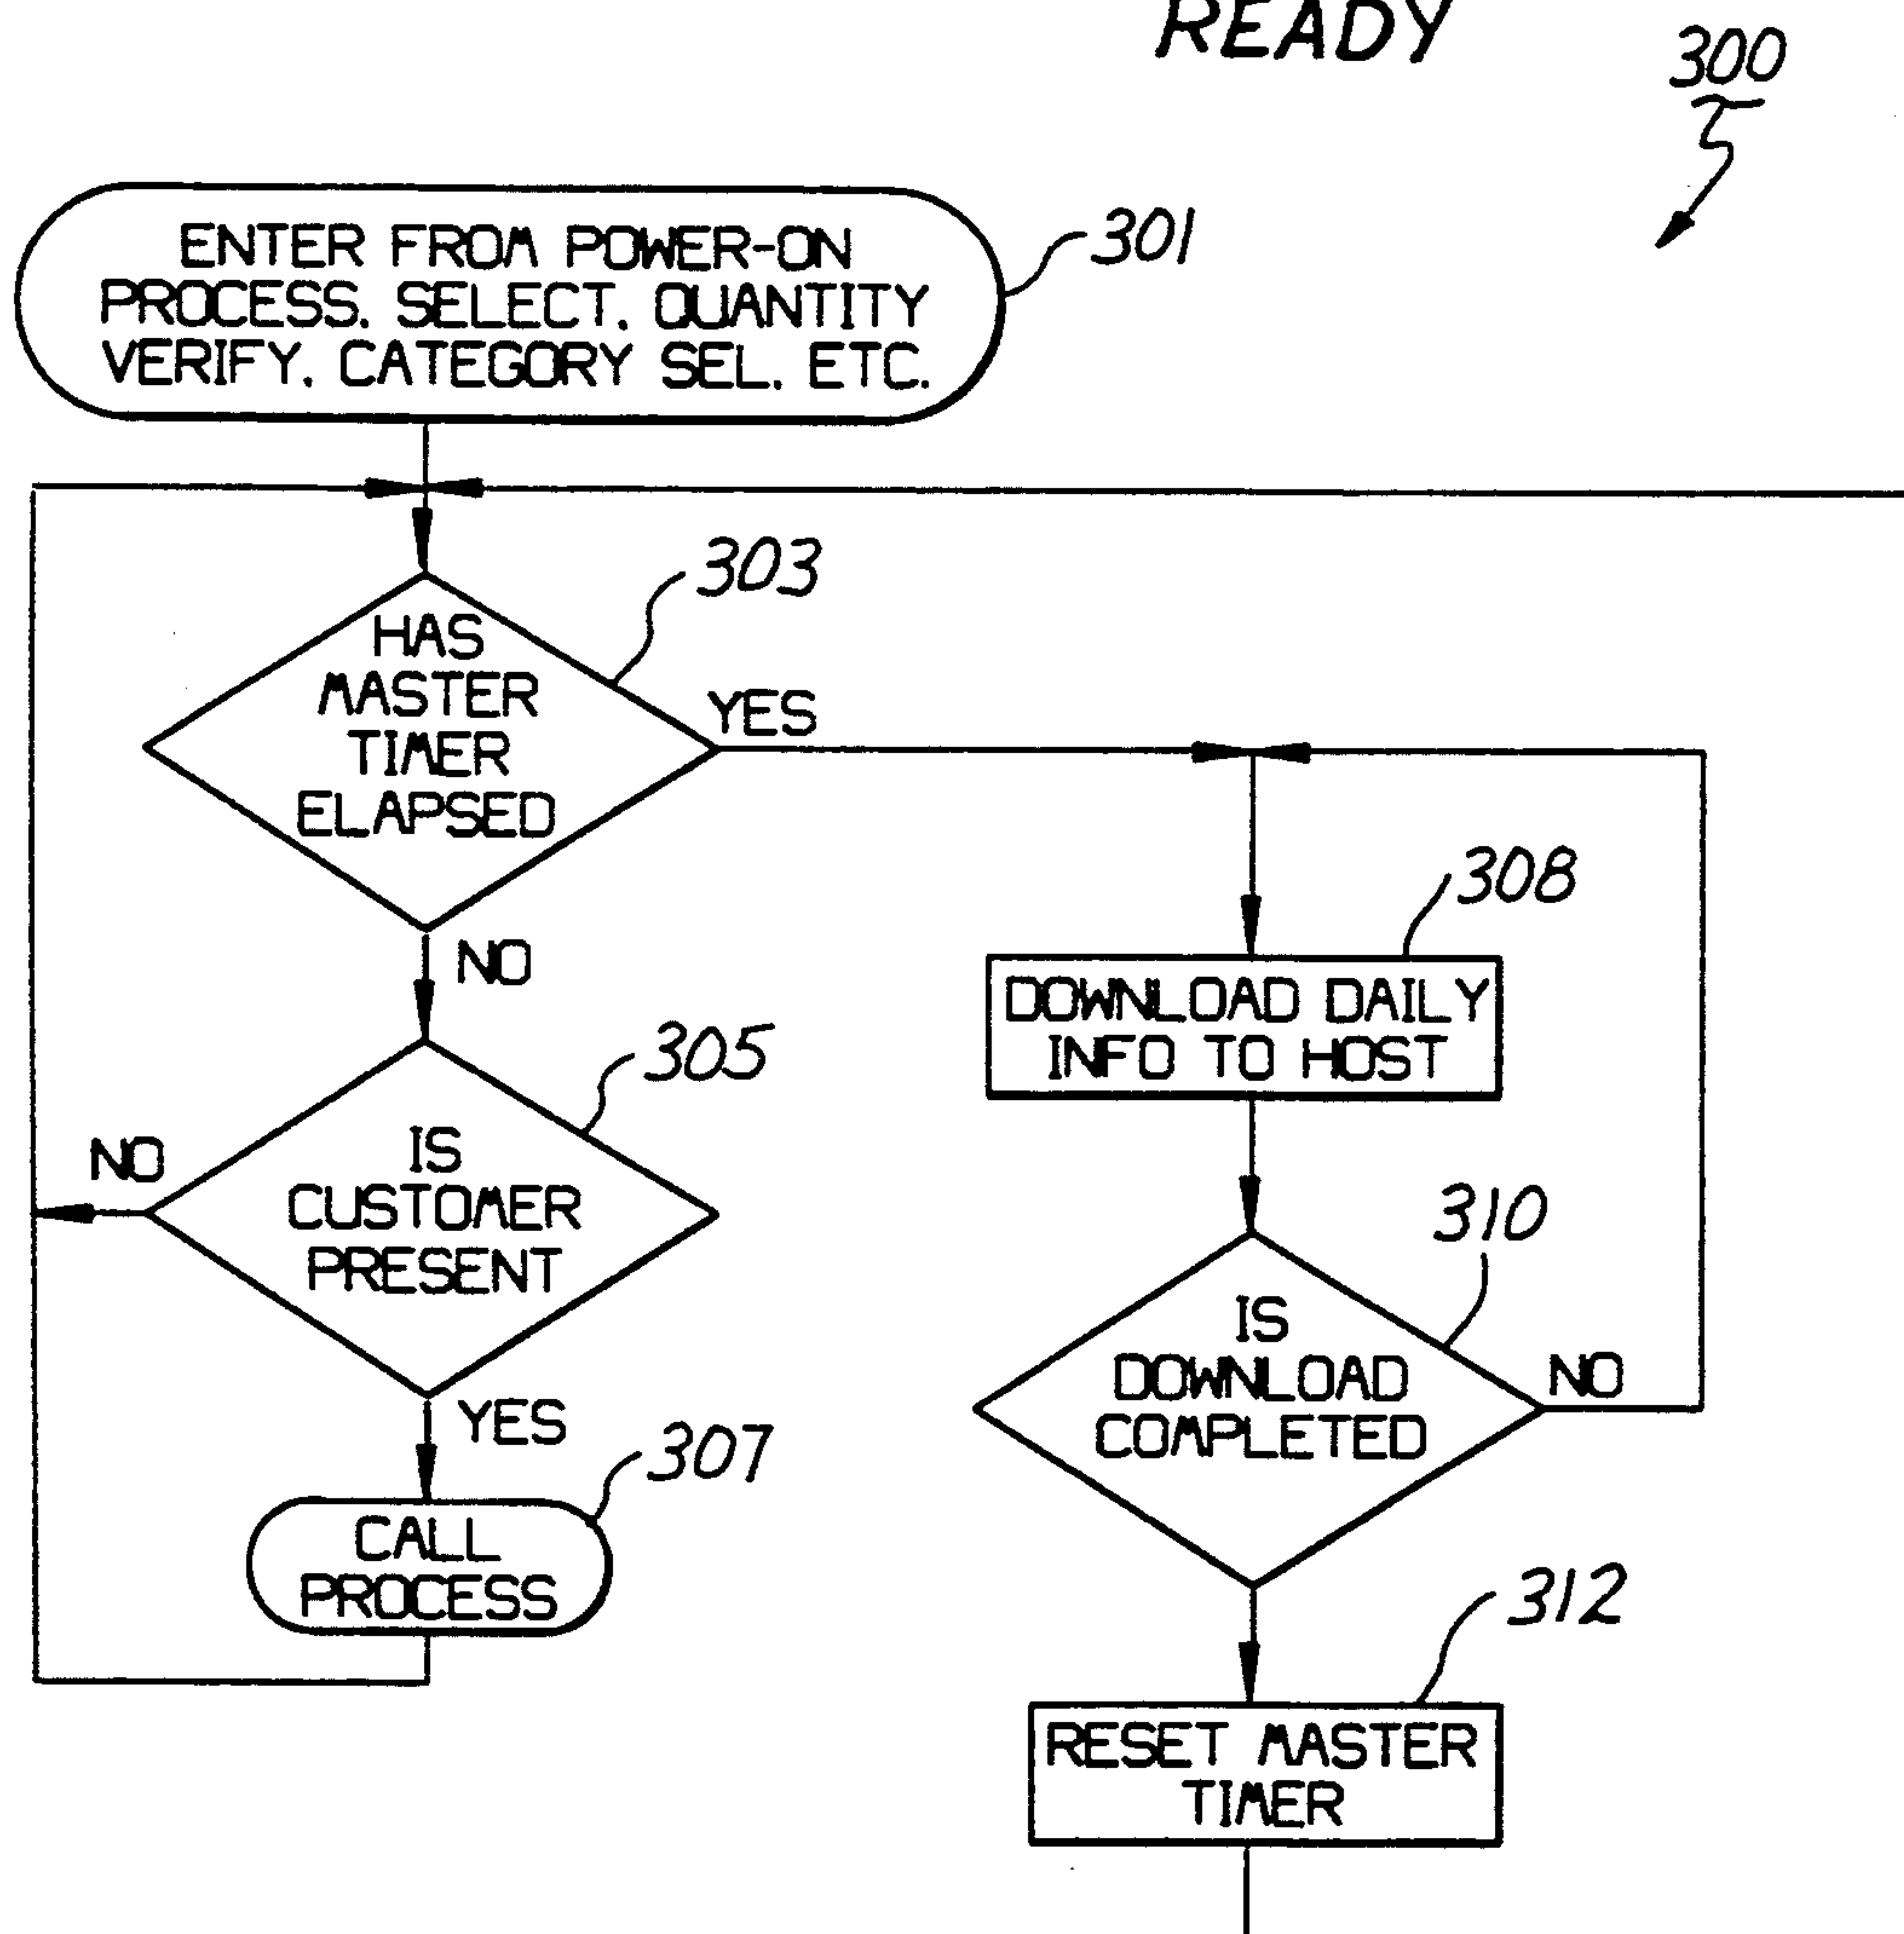 READY
300
ENTER FROM POWER-ON
PROCESS. SELECT. QUANTITY
VERIFY. CATEGORY SEL. ETC.
301
HAS
MASTER
TIMER
ELAPSED
303
YES
NO
IS
CUSTOMER
PRESENT
305
NO
YES
CALL
PROCESS
307
DOWNLOAD DAILY
INFO TO HOST
308
IS
DOWNLOAD
COMPLETED
310
NO
RESET MASTER
TIMER
312